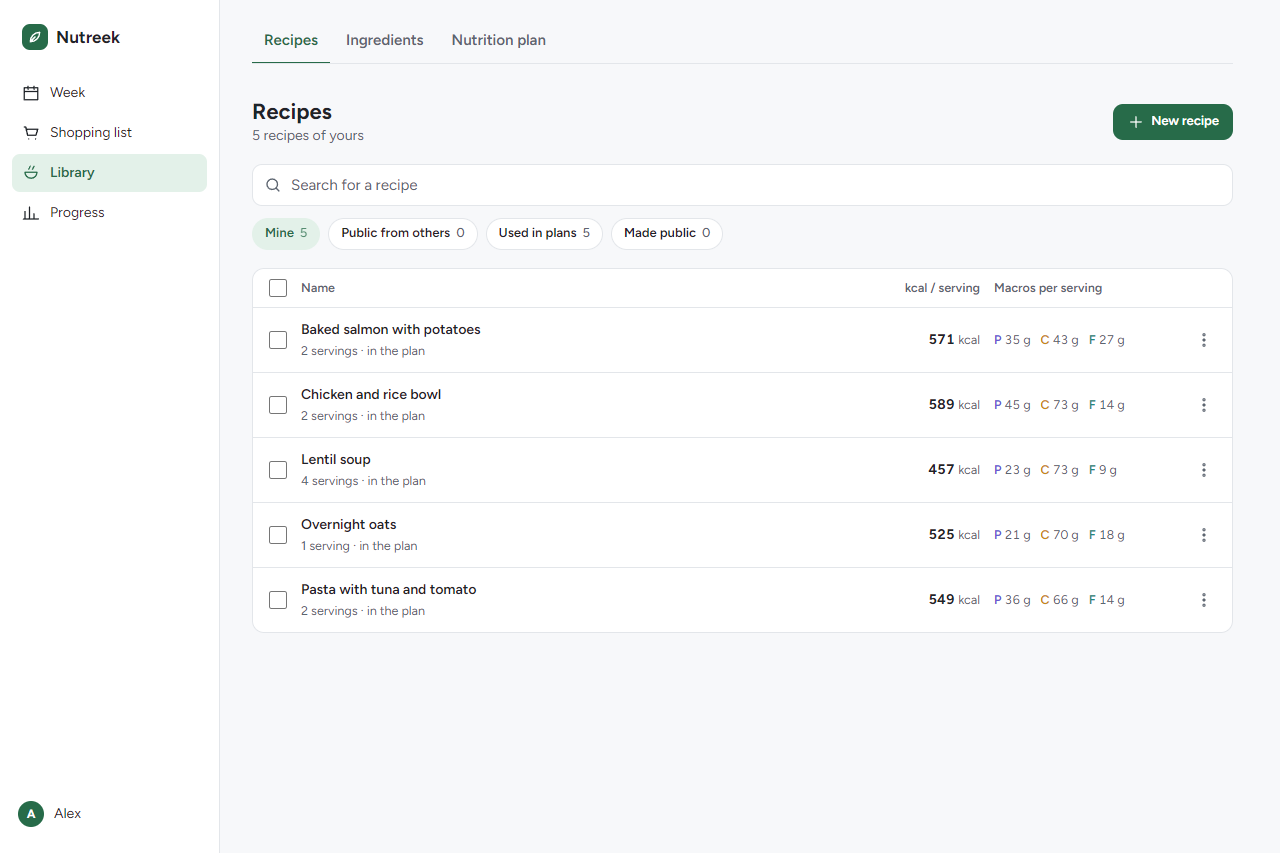 Nutreek
Week
Shopping list
Library
Progress
A Alex
Recipes Ingredients Nutrition plan
Recipes
5 recipes of yours
New recipe
Search for a recipe
Mine 5 Public from others 0 Used in plans 5 Made public 0
Name kcal / serving Macros per serving
Baked salmon with potatoes
2 servings · in the plan
571 kcal P 35 g C 43 g F 27 g
Chicken and rice bowl
2 servings · in the plan
589 kcal P 45 g C 73 g F 14 g
Lentil soup
4 servings · in the plan
457 kcal P 23 g C 73 g F 9 g
Overnight oats
1 serving · in the plan
525 kcal P 21 g C 70 g F 18 g
Pasta with tuna and tomato
2 servings · in the plan
549 kcal P 36 g C 66 g F 14 g